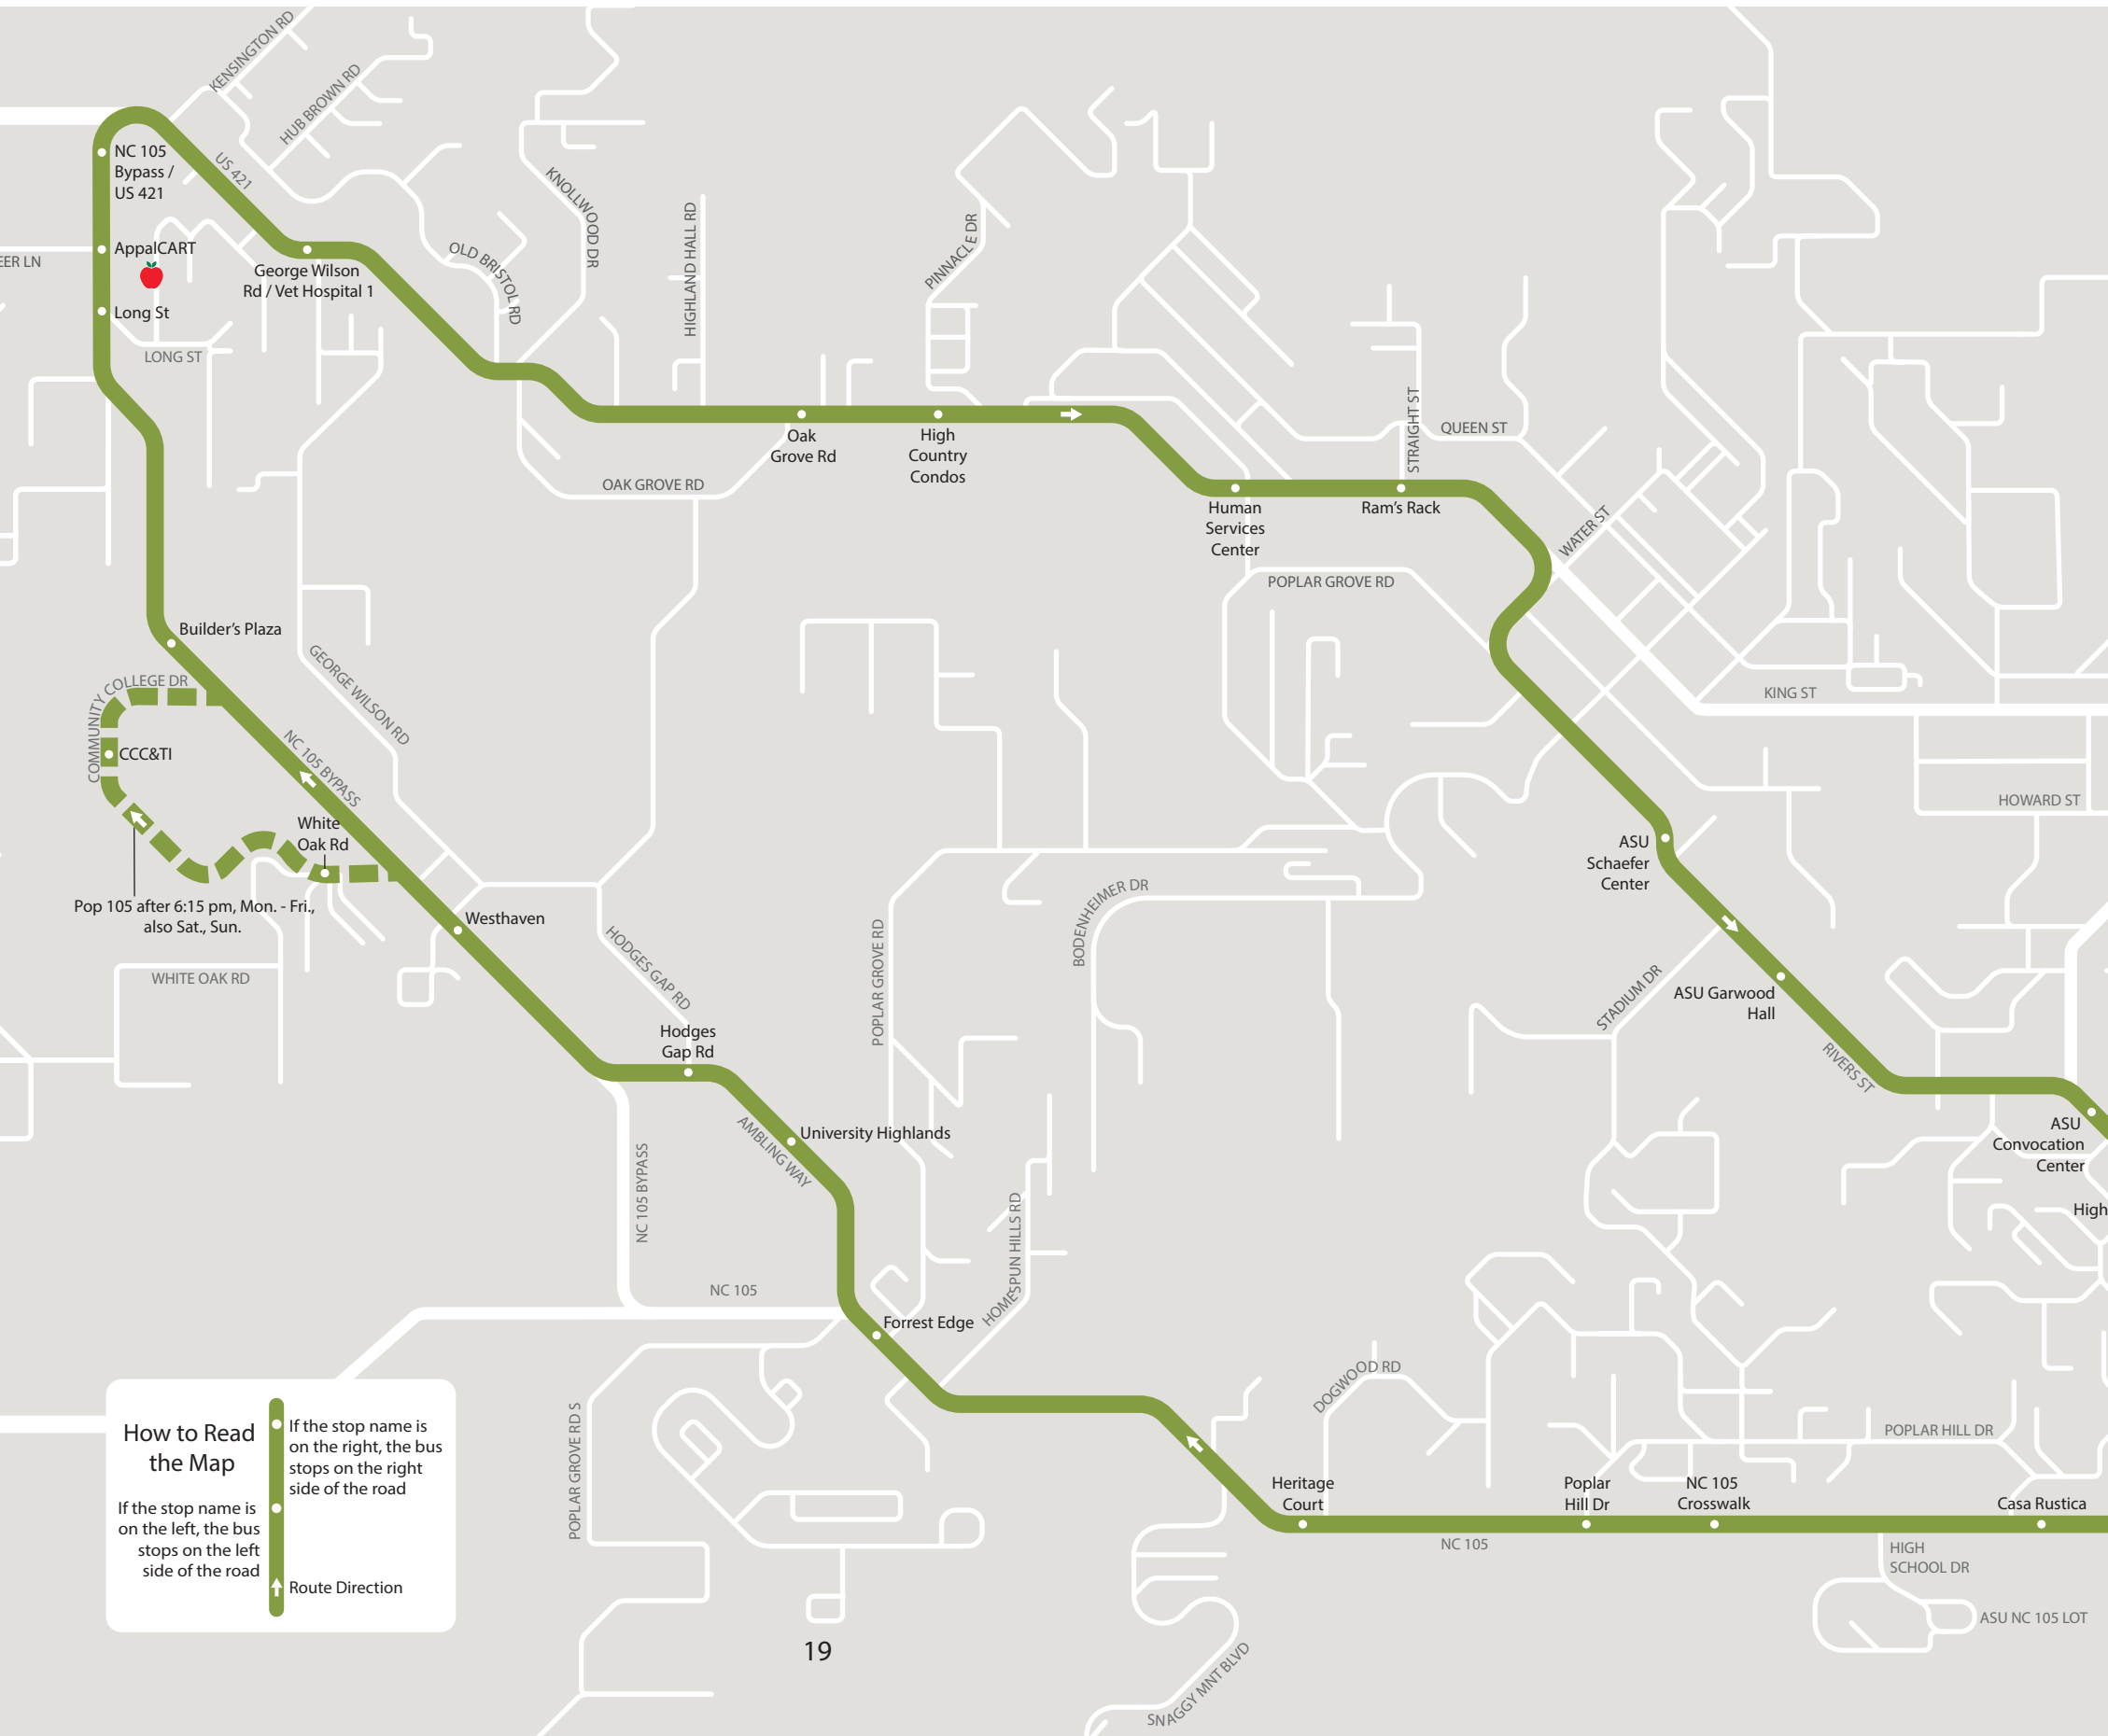 KENSINGTON RD
HUB BROWN RD
US 421
NC 105
Bypass /
US 421
AppalCART
EER LN
Long St
LONG ST
George Wilson
Rd / Vet Hospital 1
OLD BRISTOL RD
KNOLLWOOD DR
HIGHLAND HALL RD
PINNACLE DR
Oak
Grove Rd
High
Country
Condos
OAK GROVE RD
STRAIGHT ST
QUEEN ST
Human
Services
Center
Ram's Rack
WATER ST
POPLAR GROVE RD
KING ST
HOWARD ST
Builder's Plaza
COMMUNITY COLLEGE DR
GEORGE WILSON RD
CCC&TI
NC 105 BYPASS
White
Oak Rd
Pop 105 after 6:15 pm, Mon. - Fri.,
also Sat., Sun.
WHITE OAK RD
Westhaven
HODGES GAP RD
Hodges
Gap Rd
POPLAR GROVE RD
BODENHEIMER DR
ASU
Schaefer
Center
STADIUM DR
ASU Garwood
Hall
RIVERS ST
ASU
Convocation
Center
High
AMBLING WAY
University Highlands
NC 105 BYPASS
NC 105
HOMESPUN HILLS RD
Forrest Edge
POPLAR GROVE RD S
DOGWOOD RD
Heritage
Court
Poplar
Hill Dr
NC 105
Crosswalk
POPLAR HILL DR
Casa Rustica
NC 105
HIGH
SCHOOL DR
ASU NC 105 LOT
SNAGGY MNT BLVD
How to Read
the Map
If the stop name is
on the right, the bus
stops on the right
side of the road
If the stop name is
on the left, the bus
stops on the left
side of the road
Route Direction
19